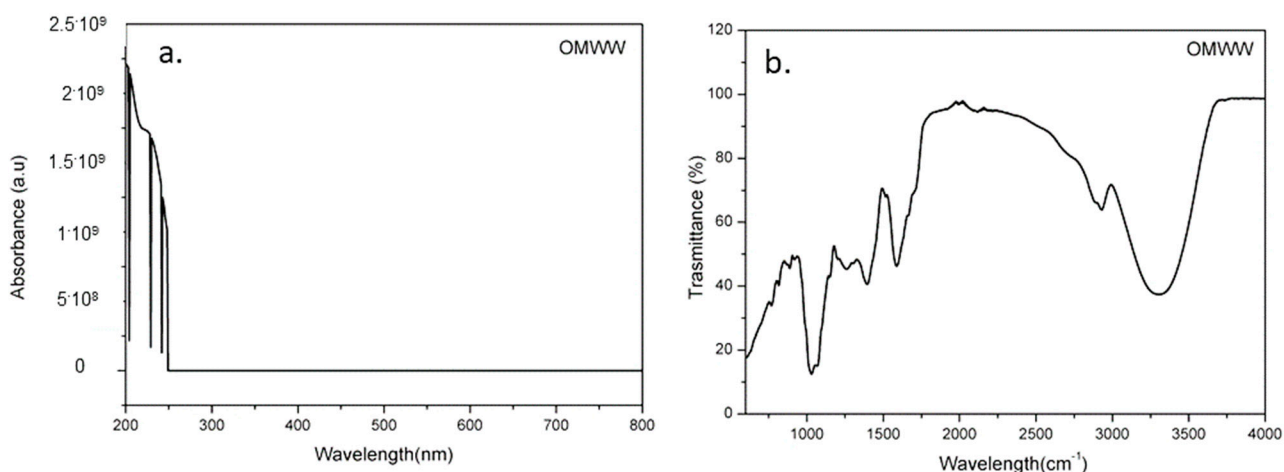 a.
OMWW
2.5·10⁹
2·10⁹
1.5·10⁹
1·10⁹
5·10⁸
0
Absorbance (a.u)
200 300 400 500 600 700 800
Wavelength(nm)
b.
OMWW
120
100
80
60
40
20
0
Trasmittance (%)
1000 1500 2000 2500 3000 3500 4000
Wavelength(cm⁻¹)